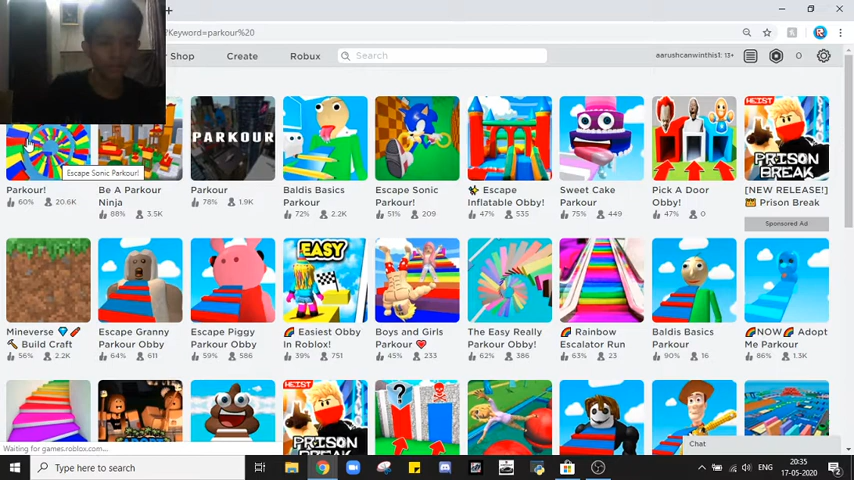 ?Keyword=parkour%20
Shop Create Robux Search aarushcanwinthis1: 13+ 0
Escape Sonic Parkour!
PARKOUR
HEIST
PRISON BREAK
Parkour!
60% 20.6K
Be A Parkour Ninja
88% 3.5K
Parkour
78% 1.9K
Baldis Basics Parkour
72% 2.2K
Escape Sonic Parkour!
51% 209
Escape Inflatable Obby!
47% 535
Sweet Cake Parkour
75% 449
Pick A Door Obby!
47% 0
[NEW RELEASE!] Prison Break
Sponsored Ad
EASY
Mineverse 💎 🧨 🔨 Build Craft
56% 2.2K
Escape Granny Parkour Obby
64% 611
Escape Piggy Parkour Obby
59% 586
🌈 Easiest Obby In Roblox!
39% 751
Boys and Girls Parkour ❤️
45% 233
The Easy Really Parkour Obby!
62% 386
🌈 Rainbow Escalator Run
63% 23
Baldis Basics Parkour
90% 16
🌈NOW🌈 Adopt Me Parkour
86% 1.3K
HEIST
PRISON
?
Waiting for games.roblox.com...
Chat
Type here to search
ENG
20:35
17-05-2020
2